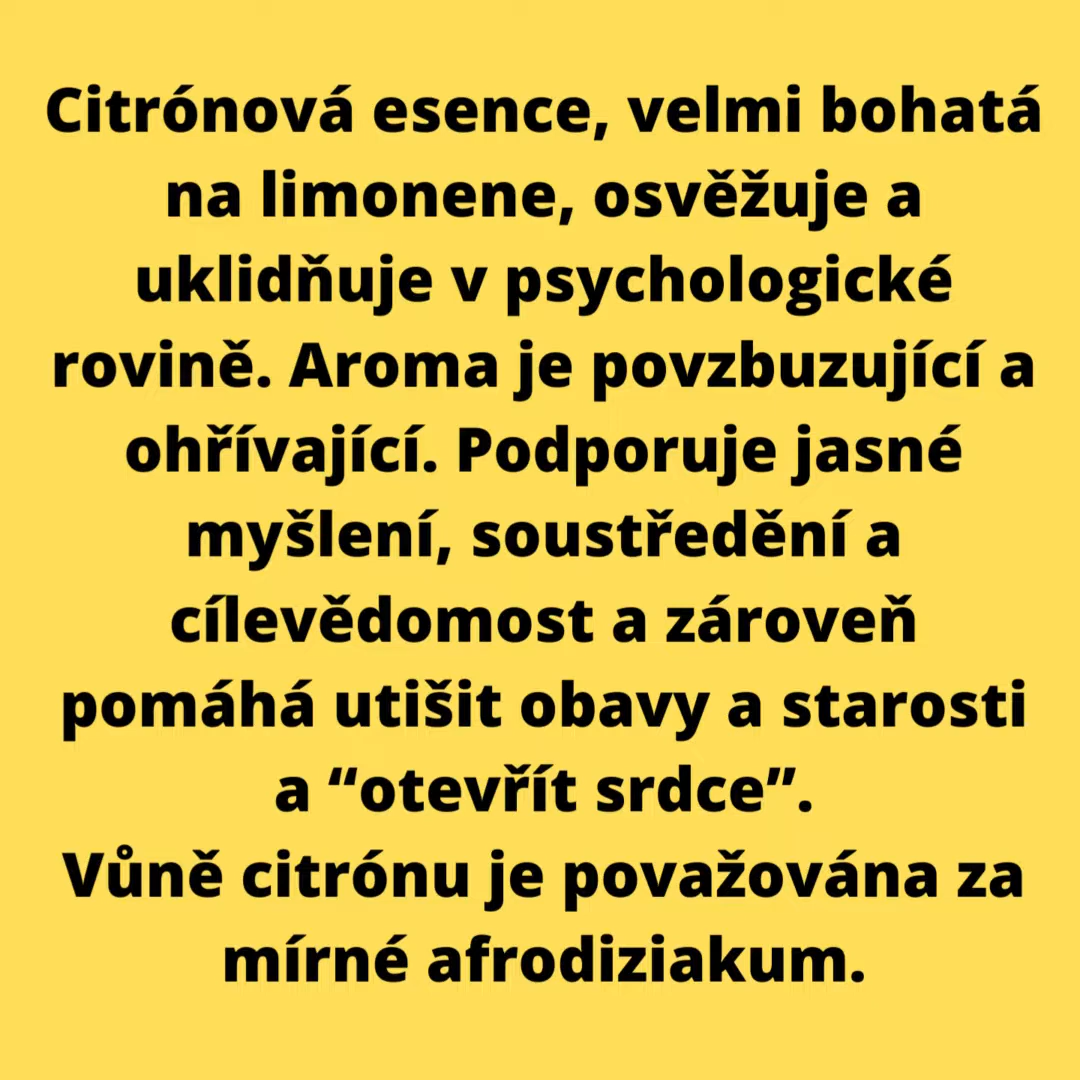 Citrónová esence, velmi bohatá
na limonene, osvěžuje a
uklidňuje v psychologické
rovině. Aroma je povzbuzující a
ohřívající. Podporuje jasné
myšlení, soustředění a
cílevědomost a zároveň
pomáhá utišit obavy a starosti
a “otevřít srdce”.
Vůně citrónu je považována za
mírné afrodiziakum.